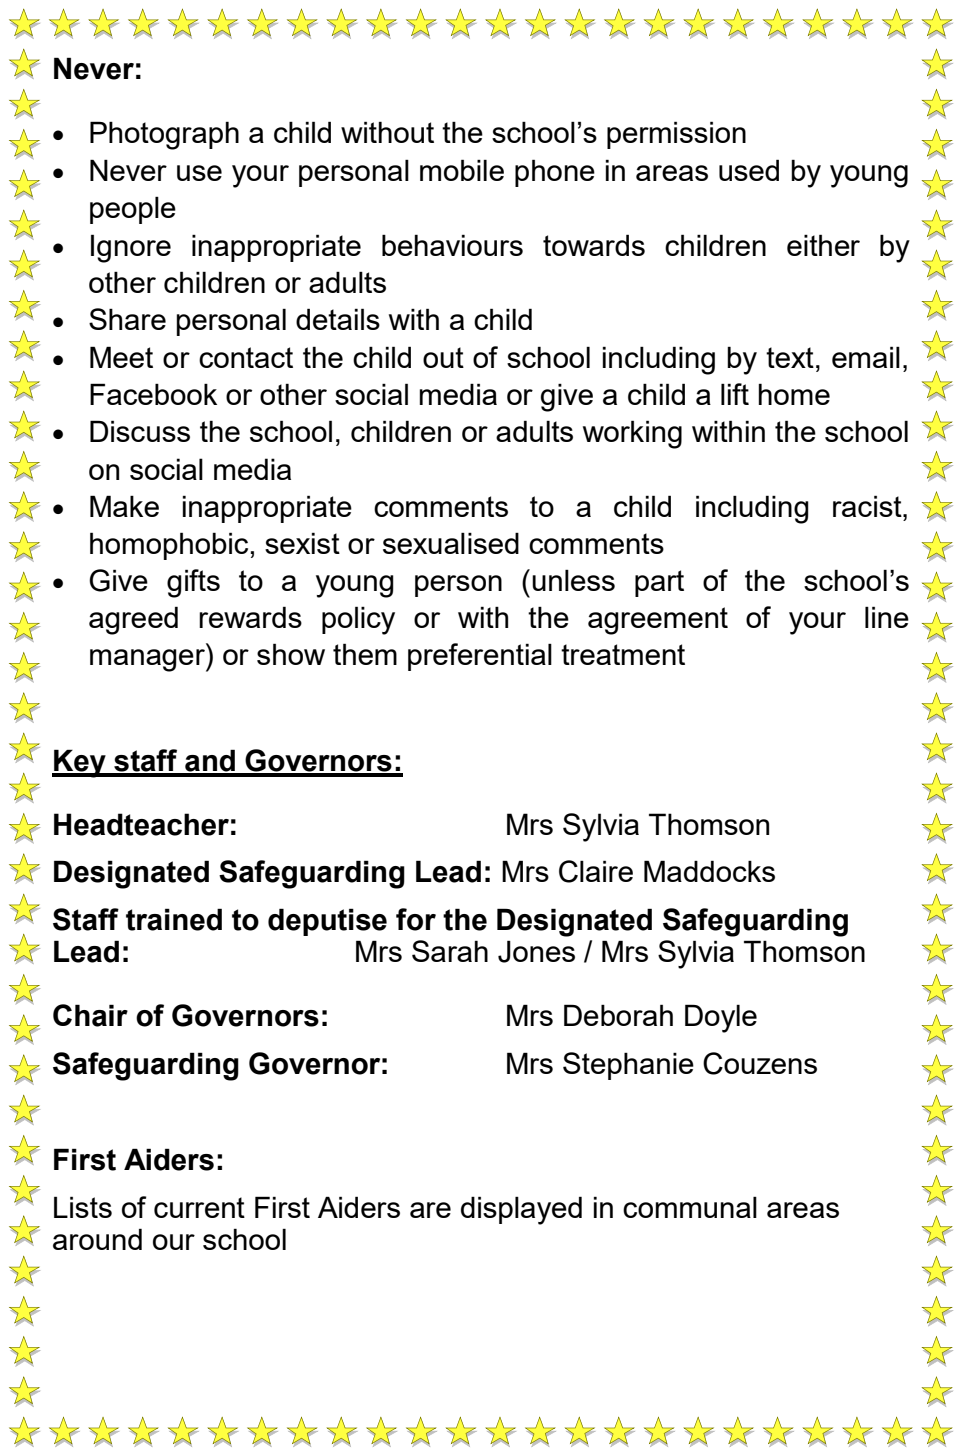 Never:
• Photograph a child without the school’s permission
• Never use your personal mobile phone in areas used by young
people
• Ignore inappropriate behaviours towards children either by
other children or adults
• Share personal details with a child
• Meet or contact the child out of school including by text, email,
Facebook or other social media or give a child a lift home
• Discuss the school, children or adults working within the school
on social media
• Make inappropriate comments to a child including racist,
homophobic, sexist or sexualised comments
• Give gifts to a young person (unless part of the school’s
agreed rewards policy or with the agreement of your line
manager) or show them preferential treatment
Key staff and Governors:
Headteacher: Mrs Sylvia Thomson
Designated Safeguarding Lead: Mrs Claire Maddocks
Staff trained to deputise for the Designated Safeguarding
Lead: Mrs Sarah Jones / Mrs Sylvia Thomson
Chair of Governors: Mrs Deborah Doyle
Safeguarding Governor: Mrs Stephanie Couzens
First Aiders:
Lists of current First Aiders are displayed in communal areas
around our school